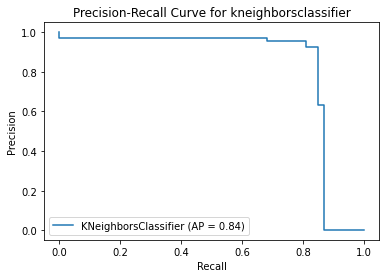 Precision-Recall Curve for kneighborsclassifier
1.0
0.8
0.6
0.4
0.2
0.0
Precision
KNeighborsClassifier (AP = 0.84)
0.0 0.2 0.4 0.6 0.8 1.0
Recall